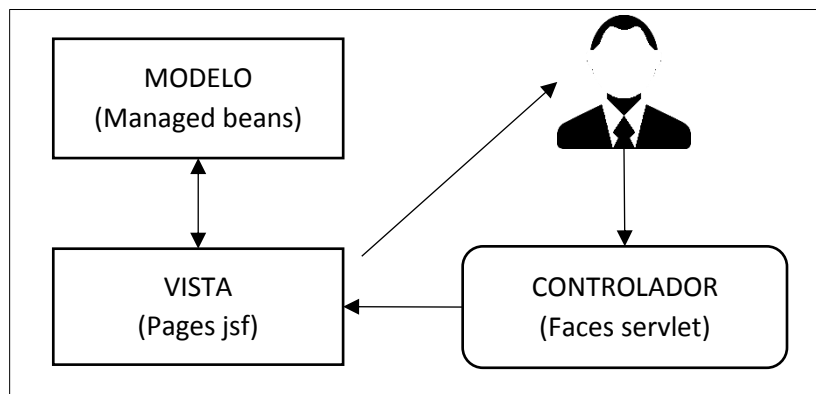 MODELO
(Managed beans)
VISTA
(Pages jsf)
CONTROLADOR
(Faces servlet)